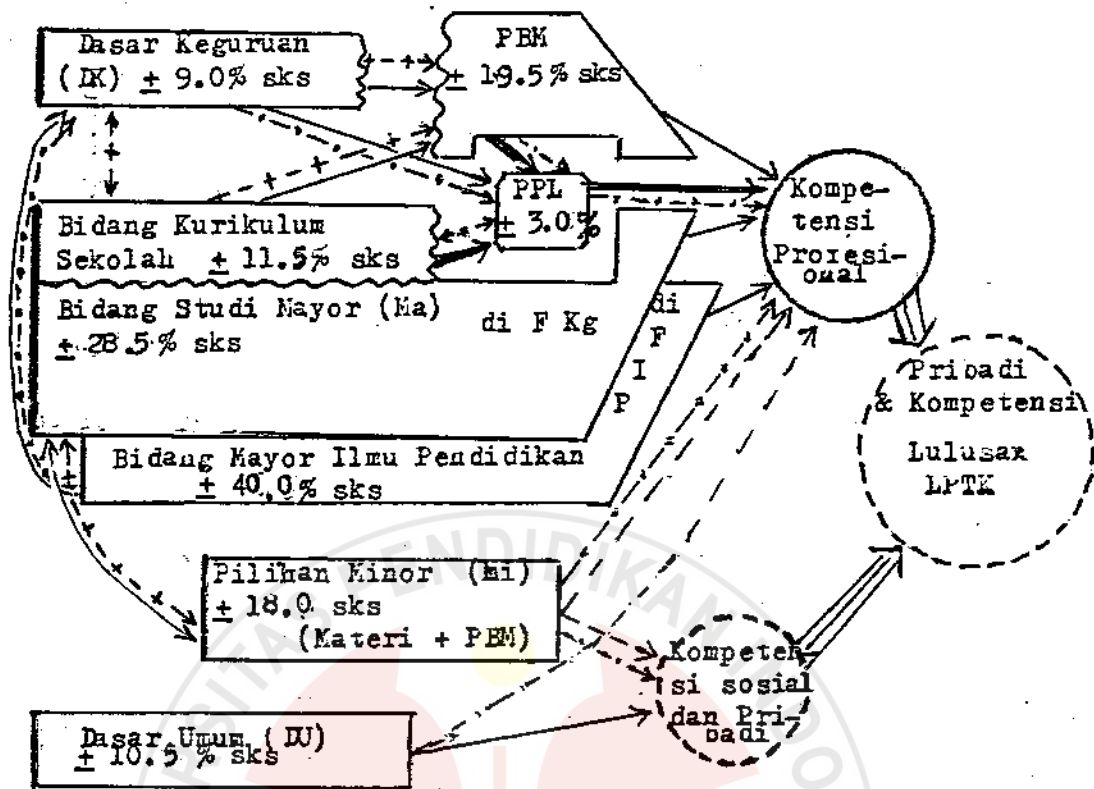 Dasar Keguruan
(DK) ± 9.0% sks
PBM
± 19.5% sks
PPL
± 3.0%
Bidang Kurikulum
Sekolah ± 11.5% sks
Bidang Studi Mayor (Ma)
± 28.5% sks
di F Kg
di
F
I
P
Bidang Mayor Ilmu Pendidikan
± 40.0% sks
Pilihan Minor (Mi)
± 18.0 sks
(Materi + PBM)
Dasar Umum (DU)
± 10.5 % sks
Kompe-
tensi
Profesi-
onal
Pribadi
& Kompetensi
Lulusan
LPTK
Kompeten
si sosial
dan Pri-
badi
SITAS PENDIDIKAN INDO